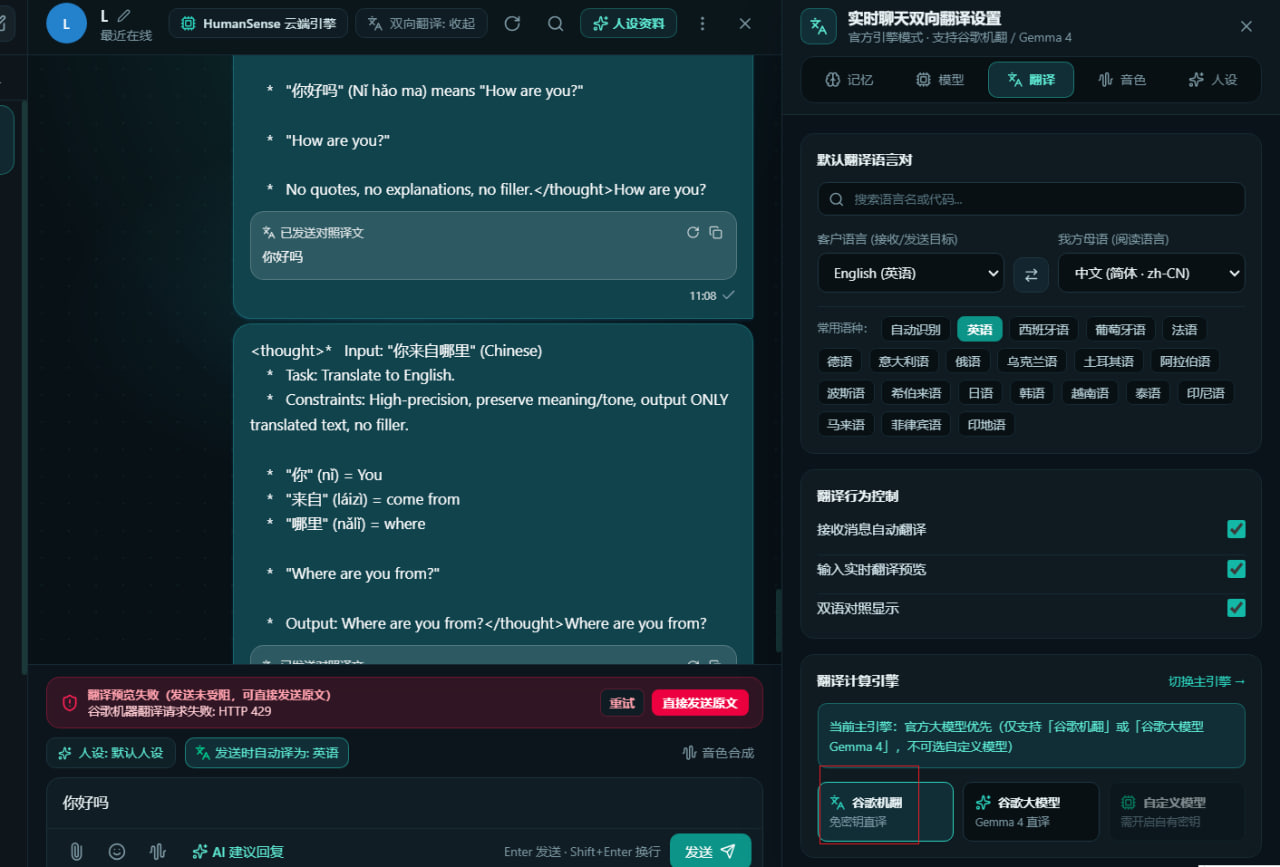 L
L
最近在线
HumanSense 云端引擎
双向翻译: 收起
人设资料
* "你好吗" (Nǐ hǎo ma) means "How are you?"
* "How are you?"
* No quotes, no explanations, no filler.</thought>How are you?
已发送对照译文
你好吗
11:08
<thought>* Input: "你来自哪里" (Chinese)
* Task: Translate to English.
* Constraints: High-precision, preserve meaning/tone, output ONLY
translated text, no filler.
* "你" (nǐ) = You
* "来自" (láizì) = come from
* "哪里" (nǎlǐ) = where
* "Where are you from?"
* Output: Where are you from?</thought>Where are you from?
已发送对照译文
翻译预览失败（发送未受阻，可直接发送原文）
谷歌机器翻译请求失败: HTTP 429
重试
直接发送原文
人设: 默认人设
发送时自动译为: 英语
音色合成
你好吗
AI 建议回复
Enter 发送 · Shift+Enter 换行
发送
实时聊天双向翻译设置
官方引擎模式 · 支持谷歌机翻 / Gemma 4
记忆
模型
翻译
音色
人设
默认翻译语言对
搜索语言名或代码...
客户语言 (接收/发送目标)
我方母语 (阅读语言)
English (英语)
中文 (简体 · zh-CN)
常用语种:
自动识别
英语
西班牙语
葡萄牙语
法语
德语
意大利语
俄语
乌克兰语
土耳其语
阿拉伯语
波斯语
希伯来语
日语
韩语
越南语
泰语
印尼语
马来语
菲律宾语
印地语
翻译行为控制
接收消息自动翻译
输入实时翻译预览
双语对照显示
翻译计算引擎
切换主引擎 →
当前主引擎：官方大模型优先（仅支持「谷歌机翻」或「谷歌大模型
Gemma 4」，不可选自定义模型）
谷歌机翻
免密钥直译
谷歌大模型
Gemma 4 直译
自定义模型
需开启自有密钥